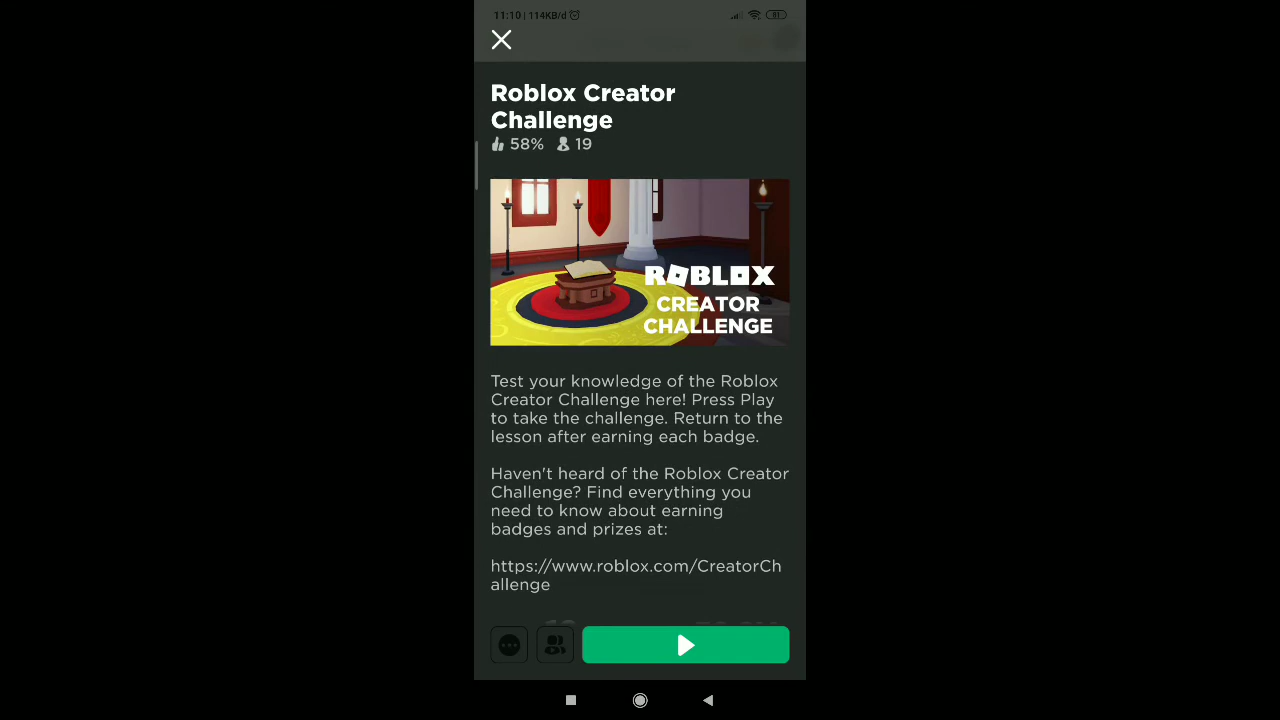 11:10 | 114KB/d
81
Roblox Creator
Challenge
58% 19
ROBLOX
CREATOR
CHALLENGE
Test your knowledge of the Roblox
Creator Challenge here! Press Play
to take the challenge. Return to the
lesson after earning each badge.
Haven't heard of the Roblox Creator
Challenge? Find everything you
need to know about earning
badges and prizes at:
https://www.roblox.com/CreatorCh
allenge